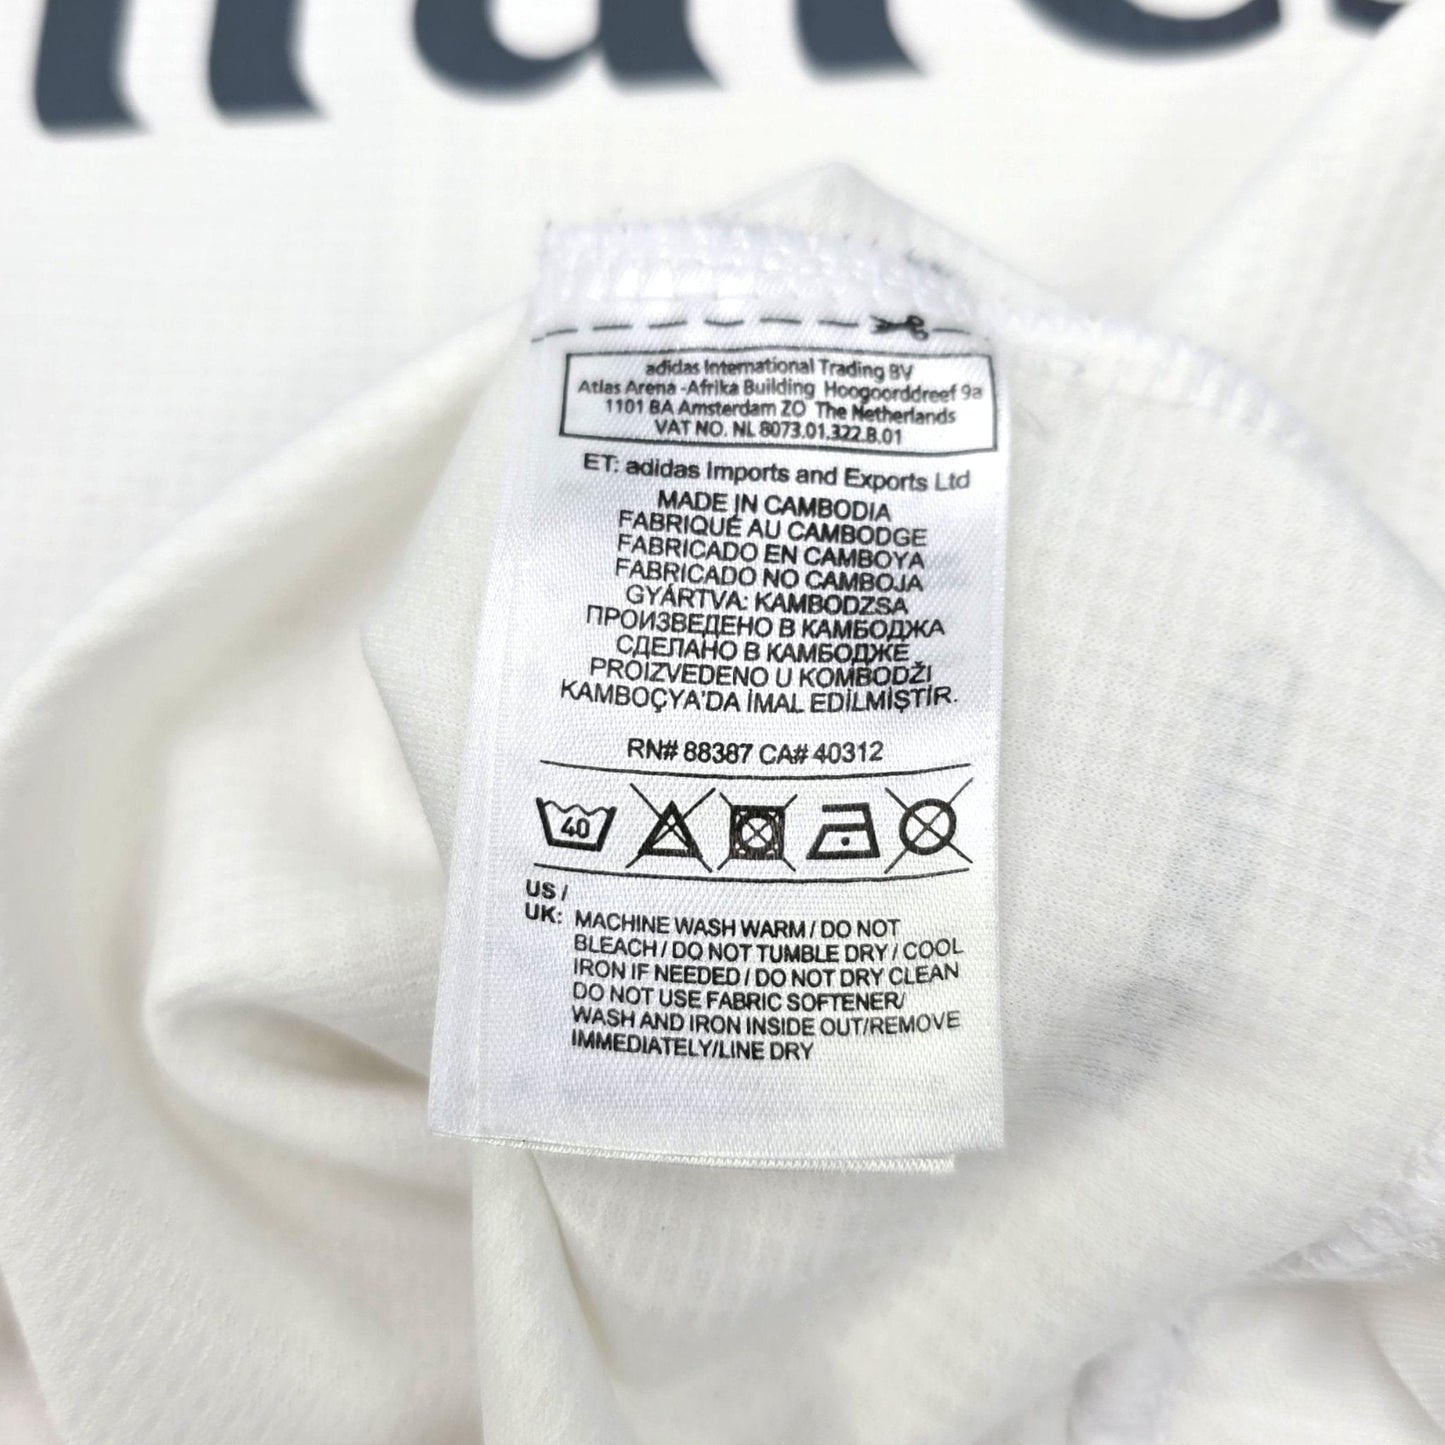 adidas International Trading BV
Atlas Arena -Afrika Building Hoogoorddreef 9a
1101 BA Amsterdam ZO The Netherlands
VAT NO. NL 8073.01.322.B.01
ET: adidas Imports and Exports Ltd
MADE IN CAMBODIA
FABRIQUÉ AU CAMBODGE
FABRICADO EN CAMBOYA
FABRICADO NO CAMBOJA
GYÁRTVA: KAMBODZSA
ПРОИЗВЕДЕНО В КАМБОДЖА
СДЕЛАНО В КАМБОДЖЕ
PROIZVEDENO U KOMBODŽI
KAMBOÇYA'DA İMAL EDİLMİŞTİR.
RN# 88387 CA# 40312
40
US /
UK: MACHINE WASH WARM / DO NOT
BLEACH / DO NOT TUMBLE DRY / COOL
IRON IF NEEDED / DO NOT DRY CLEAN
DO NOT USE FABRIC SOFTENER/
WASH AND IRON INSIDE OUT/REMOVE
IMMEDIATELY/LINE DRY